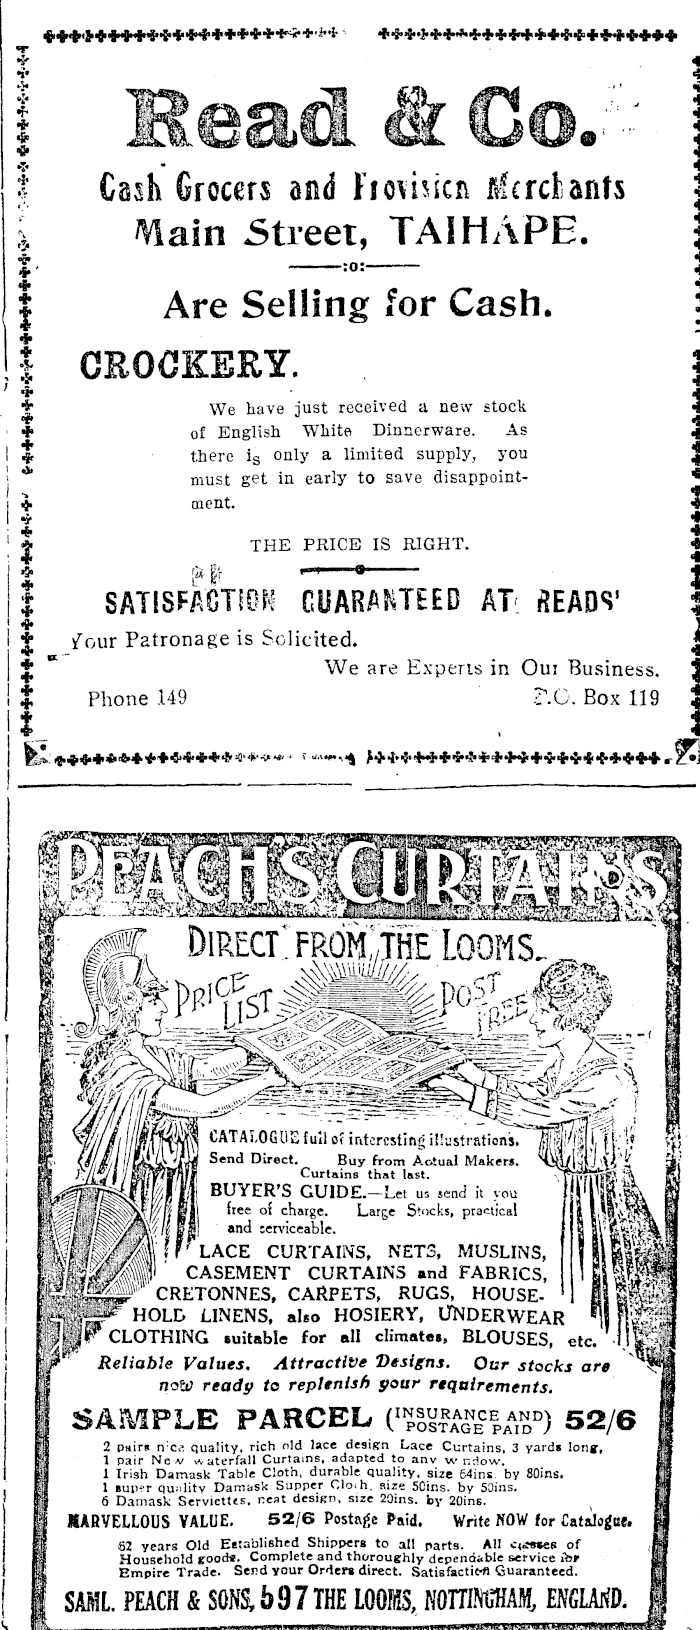 Read & Co.
Cash Grocers and Provision Merchants
Main Street, TAIHAPE.
:o:
Are Selling for Cash.
CROCKERY.
We have just received a new stock
of English White Dinnerware. As
there is only a limited supply, you
must get in early to save disappoint-
ment.
THE PRICE IS RIGHT.
SATISFACTION GUARANTEED AT READS'
Your Patronage is Solicited.
We are Experts in Our Business.
Phone 149 P.O. Box 119
PEACH'S CURTAINS
DIRECT FROM THE LOOMS.
PRICE LIST
POST FREE
CATALOGUE full of interesting illustrations.
Send Direct. Buy from Actual Makers.
Curtains that last.
BUYER'S GUIDE.—Let us send it you
free of charge. Large Stocks, practical
and serviceable.
LACE CURTAINS, NETS, MUSLINS,
CASEMENT CURTAINS and FABRICS,
CRETONNES, CARPETS, RUGS, HOUSE-
HOLD LINENS, also HOSIERY, UNDERWEAR
CLOTHING suitable for all climates, BLOUSES, etc.
Reliable Values. Attractive Designs. Our stocks are
now ready to replenish your requirements.
SAMPLE PARCEL (INSURANCE AND POSTAGE PAID) 52/6
2 pairs nice quality, rich old lace design Lace Curtains, 3 yards long,
1 pair New waterfall Curtains, adapted to any window.
1 Irish Damask Table Cloth, durable quality, size 64ins. by 80ins.
1 super quality Damask Supper Cloth, size 50ins. by 50ins.
6 Damask Serviettes, neat design, size 20ins. by 20ins.
MARVELLOUS VALUE. 52/6 Postage Paid. Write NOW for Catalogue.
62 years Old Established Shippers to all parts. All classes of
Household goods. Complete and thoroughly dependable service for
Empire Trade. Send your Orders direct. Satisfaction Guaranteed.
SAML. PEACH & SONS, 597 THE LOOMS, NOTTINGHAM, ENGLAND.